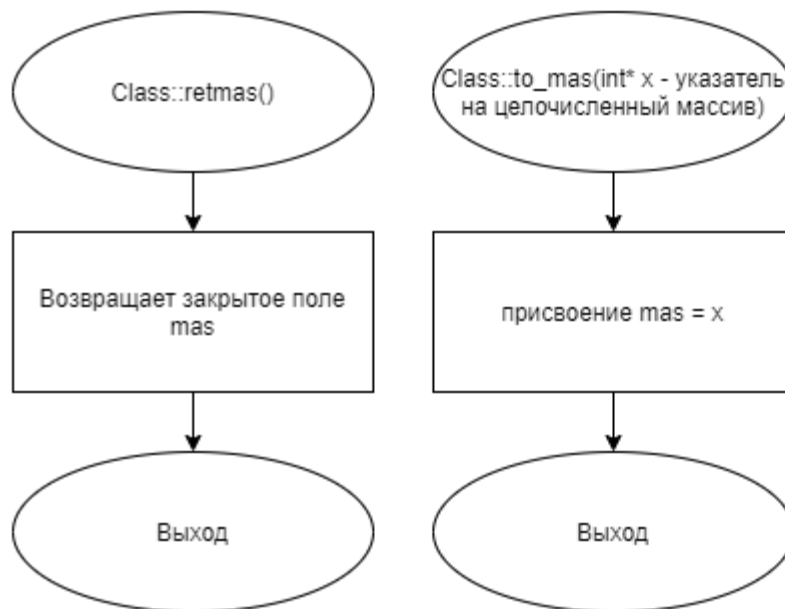 Class::retmas()
Возвращает закрытое поле
mas
Выход
Class::to_mas(int* x - указатель
на целочисленный массив)
присвоение mas = x
Выход